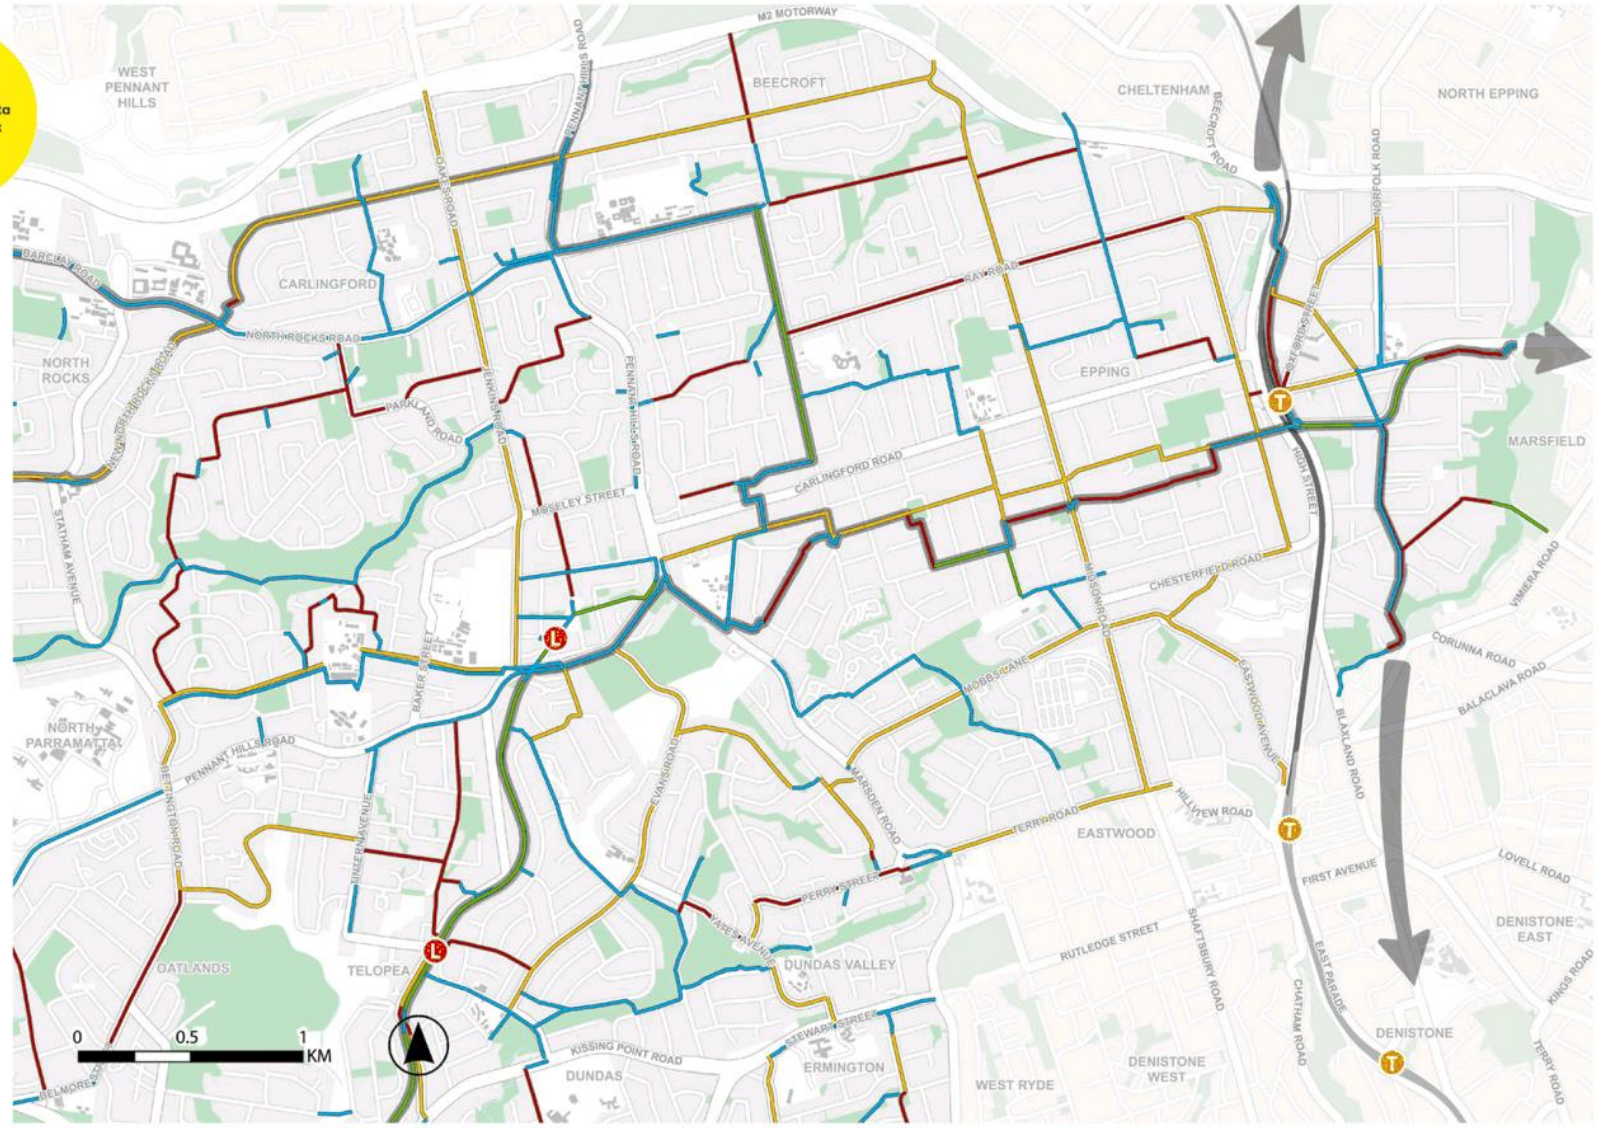 M2 MOTORWAY
PENNANT HILLS ROAD
WEST
PENNANT
HILLS
BEECROFT
CHELTENHAM
BEECROFT ROAD
NORTH EPPING
ta
NORFOLK ROAD
OAKES ROAD
BARCLAY ROAD
CARLINGFORD
RAY ROAD
OXFORD STREET
NORTH ROCKS ROAD
NORTH
ROCKS
NEW NORTH ROCKS ROAD
EPPING
PENNANT HILLS ROAD
PARKLAND ROAD
T
MARSFIELD
CARLINGFORD ROAD
HIGH STREET
MOSELEY STREET
STATHAM AVENUE
CHESTERFIELD ROAD
MIDSON ROAD
VIMIERA ROAD
L
BAKER STREET
CORUNNA ROAD
MOBBS LANE
EASTWOOD AVENUE
BALACLAVA ROAD
NORTH
PARRAMATTA
PENNANT HILLS ROAD
BLAXLAND ROAD
BETTINGTON ROAD
EVANS ROAD
MARSDEN ROAD
HILLVIEW ROAD
TERRY ROAD
EASTWOOD
T
LOVELL ROAD
FIRST AVENUE
PERRY STREET
DENISTONE
EAST
YATES AVENUE
RUTLEDGE STREET
SHAFTSBURY ROAD
EAST PARADE
L
OATLANDS
TELOPEA
DUNDAS VALLEY
KINGS ROAD
CHATHAM ROAD
STEWART STREET
DENISTONE
0 0.5 1
KM
KISSING POINT ROAD
T
TERRY ROAD
ERMINGTON
DENISTONE
WEST
DUNDAS
WEST RYDE